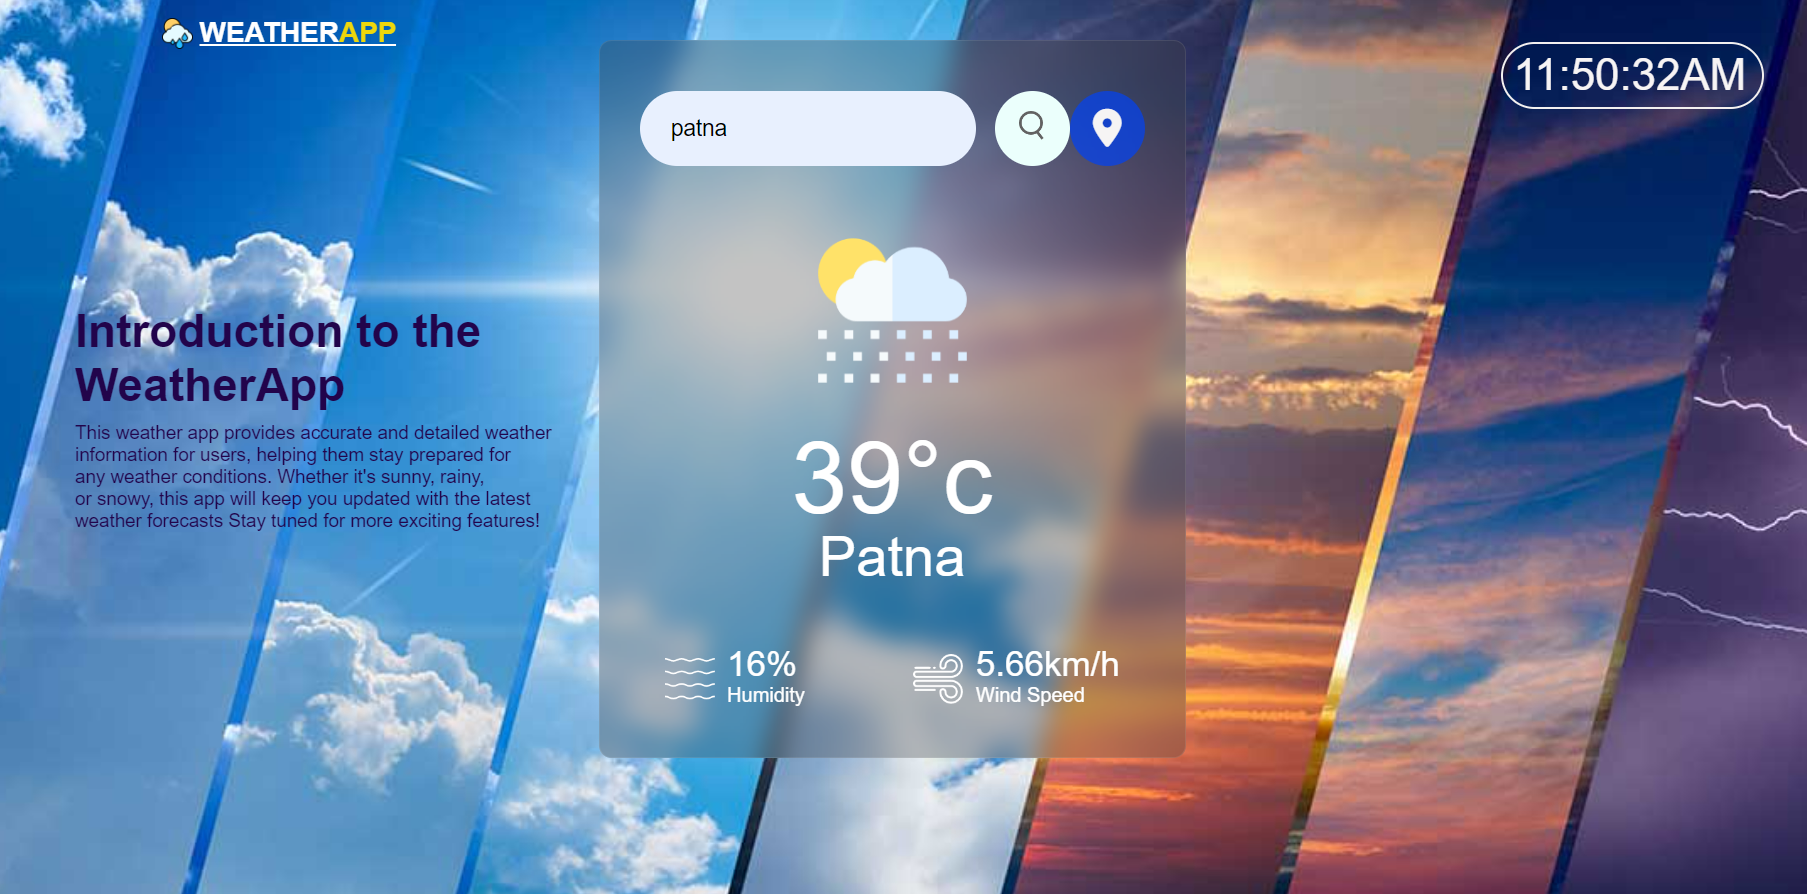 WEATHERAPP
11:50:32AM
patna
Introduction to the
WeatherApp
This weather app provides accurate and detailed weather
information for users, helping them stay prepared for
any weather conditions. Whether it's sunny, rainy,
or snowy, this app will keep you updated with the latest
weather forecasts Stay tuned for more exciting features!
39°c
Patna
16%
Humidity
5.66km/h
Wind Speed